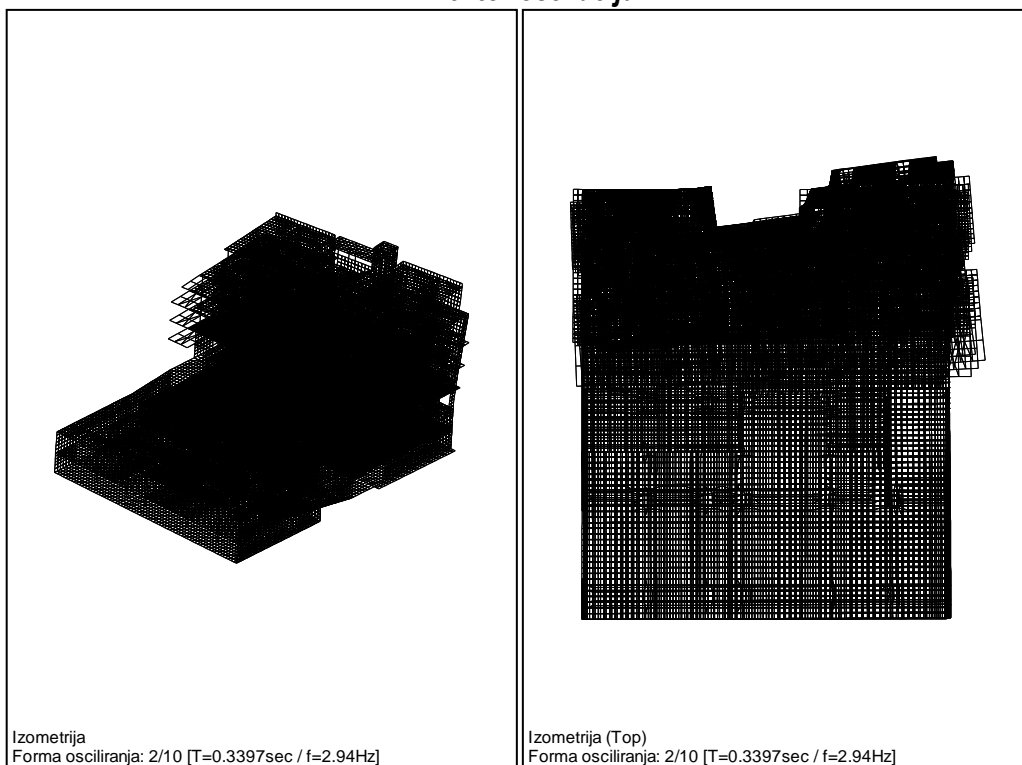 Izometrija
Forma osciliranja: 2/10 [T=0.3397sec / f=2.94Hz]
Izometrija (Top)
Forma osciliranja: 2/10 [T=0.3397sec / f=2.94Hz]